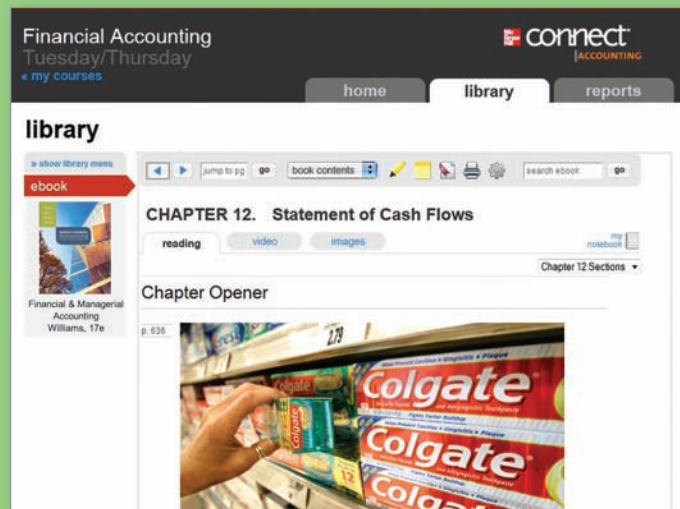 Financial Accounting
Tuesday/Thursday
« my courses
connect
ACCOUNTING
home library reports
library
» show library menu
ebook
Financial & Managerial
Accounting
Williams, 17e
jump to pg go book contents search ebook go
CHAPTER 12. Statement of Cash Flows
reading video images
my
notebook
Chapter 12 Sections
Chapter Opener
p. 636
2.79
Crest
Colgate
Colgate
Colgate
Colgate
12